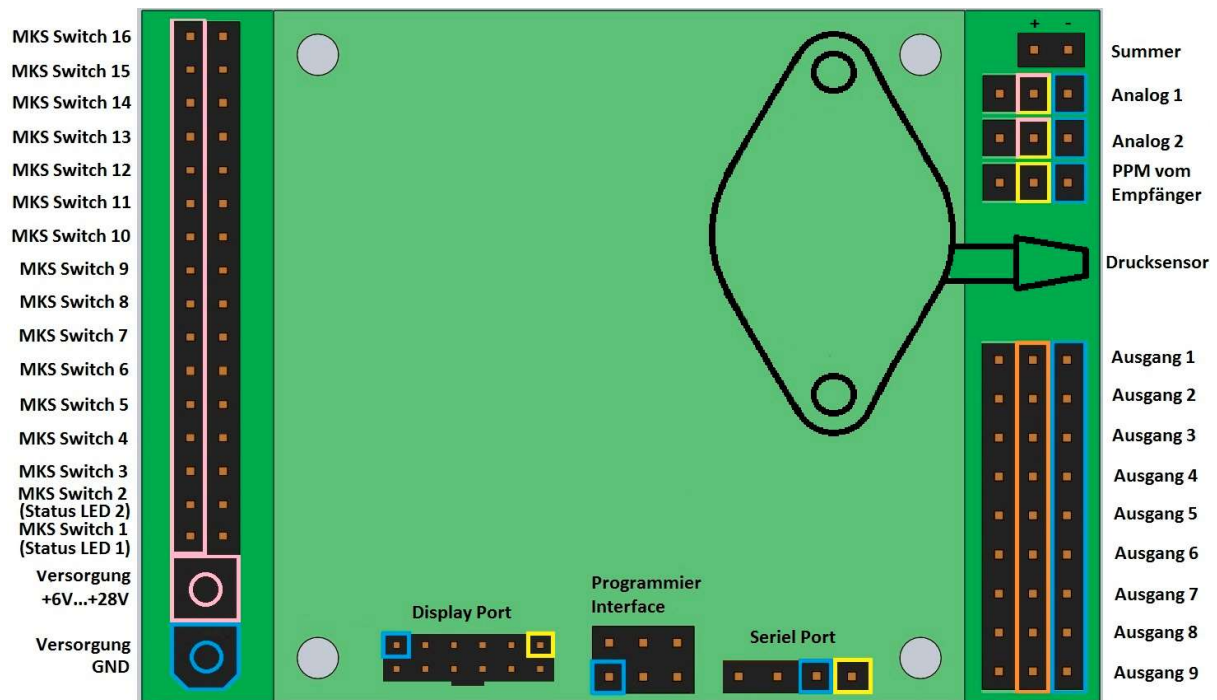 MKS Switch 16
MKS Switch 15
MKS Switch 14
MKS Switch 13
MKS Switch 12
MKS Switch 11
MKS Switch 10
MKS Switch 9
MKS Switch 8
MKS Switch 7
MKS Switch 6
MKS Switch 5
MKS Switch 4
MKS Switch 3
MKS Switch 2
(Status LED 2)
MKS Switch 1
(Status LED 1)
Versorgung
+6V...+28V
Versorgung
GND
Display Port
Programmier
Interface
Seriel Port
+ -
Summer
Analog 1
Analog 2
PPM vom
Empfänger
Drucksensor
Ausgang 1
Ausgang 2
Ausgang 3
Ausgang 4
Ausgang 5
Ausgang 6
Ausgang 7
Ausgang 8
Ausgang 9